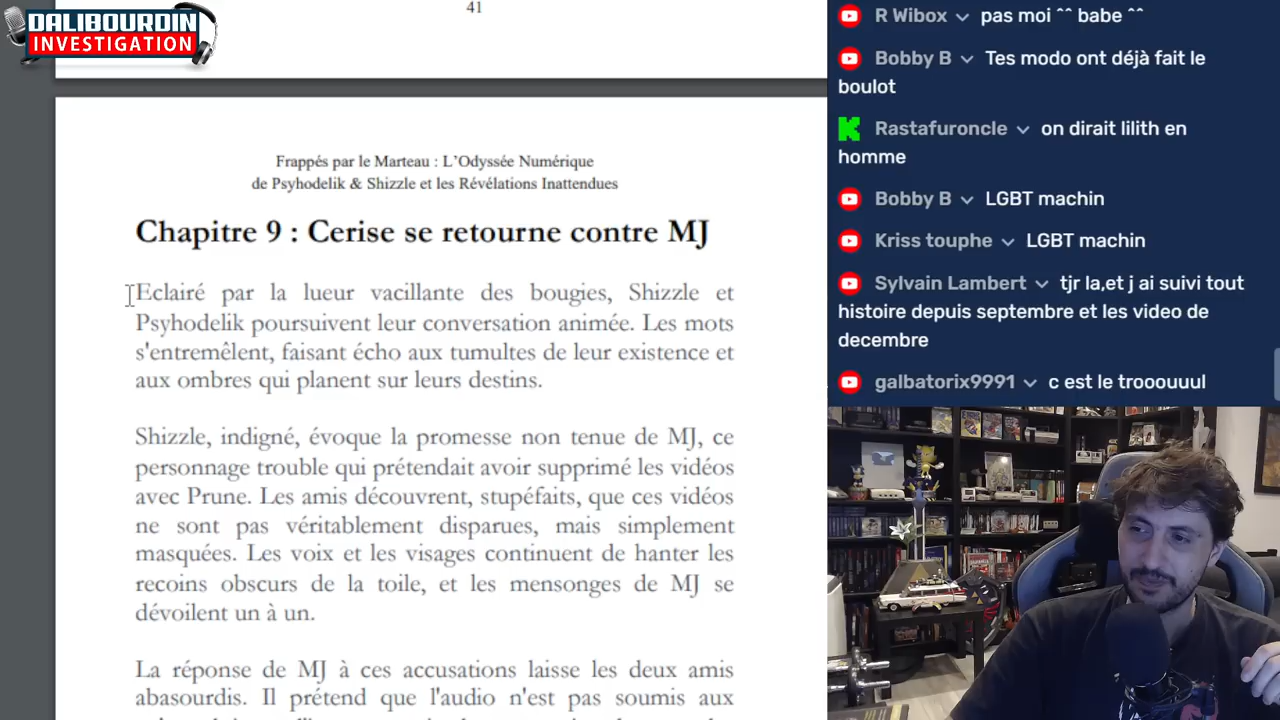 DALIBOURDIN
INVESTIGATION
41
Frappés par le Marteau : L'Odyssée Numérique
de Psyhodelik & Shizzle et les Révélations Inattendues
Chapitre 9 : Cerise se retourne contre MJ
Eclairé par la lueur vacillante des bougies, Shizzle et
Psyhodelik poursuivent leur conversation animée. Les mots
s'entremêlent, faisant écho aux tumultes de leur existence et
aux ombres qui planent sur leurs destins.
Shizzle, indigné, évoque la promesse non tenue de MJ, ce
personnage trouble qui prétendait avoir supprimé les vidéos
avec Prune. Les amis découvrent, stupéfaits, que ces vidéos
ne sont pas véritablement disparues, mais simplement
masquées. Les voix et les visages continuent de hanter les
recoins obscurs de la toile, et les mensonges de MJ se
dévoilent un à un.
La réponse de MJ à ces accusations laisse les deux amis
abasourdis. Il prétend que l'audio n'est pas soumis aux
R Wibox pas moi ^^ babe ^^
Bobby B Tes modo ont déjà fait le
boulot
Rastafuroncle on dirait lilith en
homme
Bobby B LGBT machin
Kriss touphe LGBT machin
Sylvain Lambert tjr la,et j ai suivi tout
histoire depuis septembre et les video de
decembre
galbatorix9991 c est le trooouuul